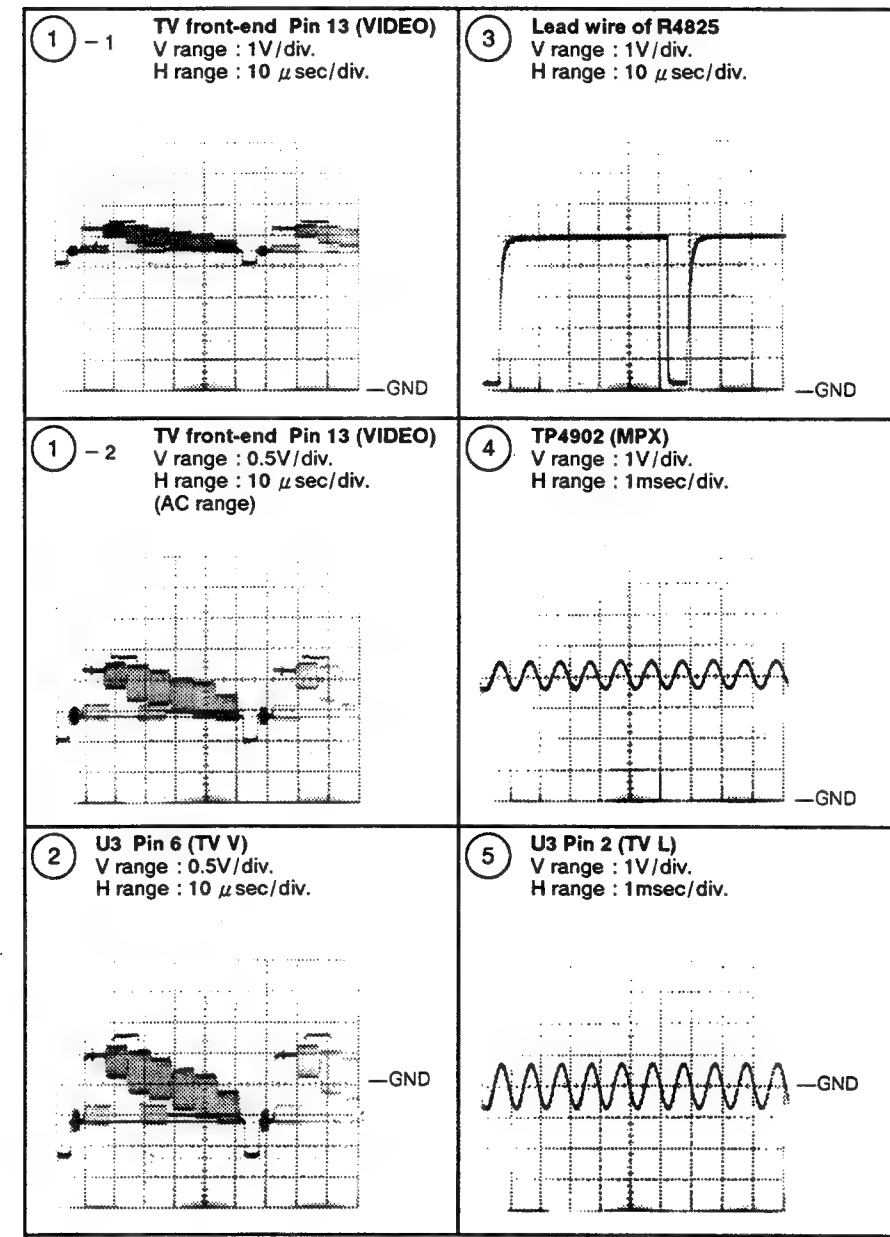 1 – 1
TV front-end Pin 13 (VIDEO)
V range : 1V/div.
H range : 10 μsec/div.
—GND
3
Lead wire of R4825
V range : 1V/div.
H range : 10 μsec/div.
—GND
1 – 2
TV front-end Pin 13 (VIDEO)
V range : 0.5V/div.
H range : 10 μsec/div.
(AC range)
4
TP4902 (MPX)
V range : 1V/div.
H range : 1msec/div.
—GND
2
U3 Pin 6 (TV V)
V range : 0.5V/div.
H range : 10 μsec/div.
—GND
5
U3 Pin 2 (TV L)
V range : 1V/div.
H range : 1msec/div.
—GND